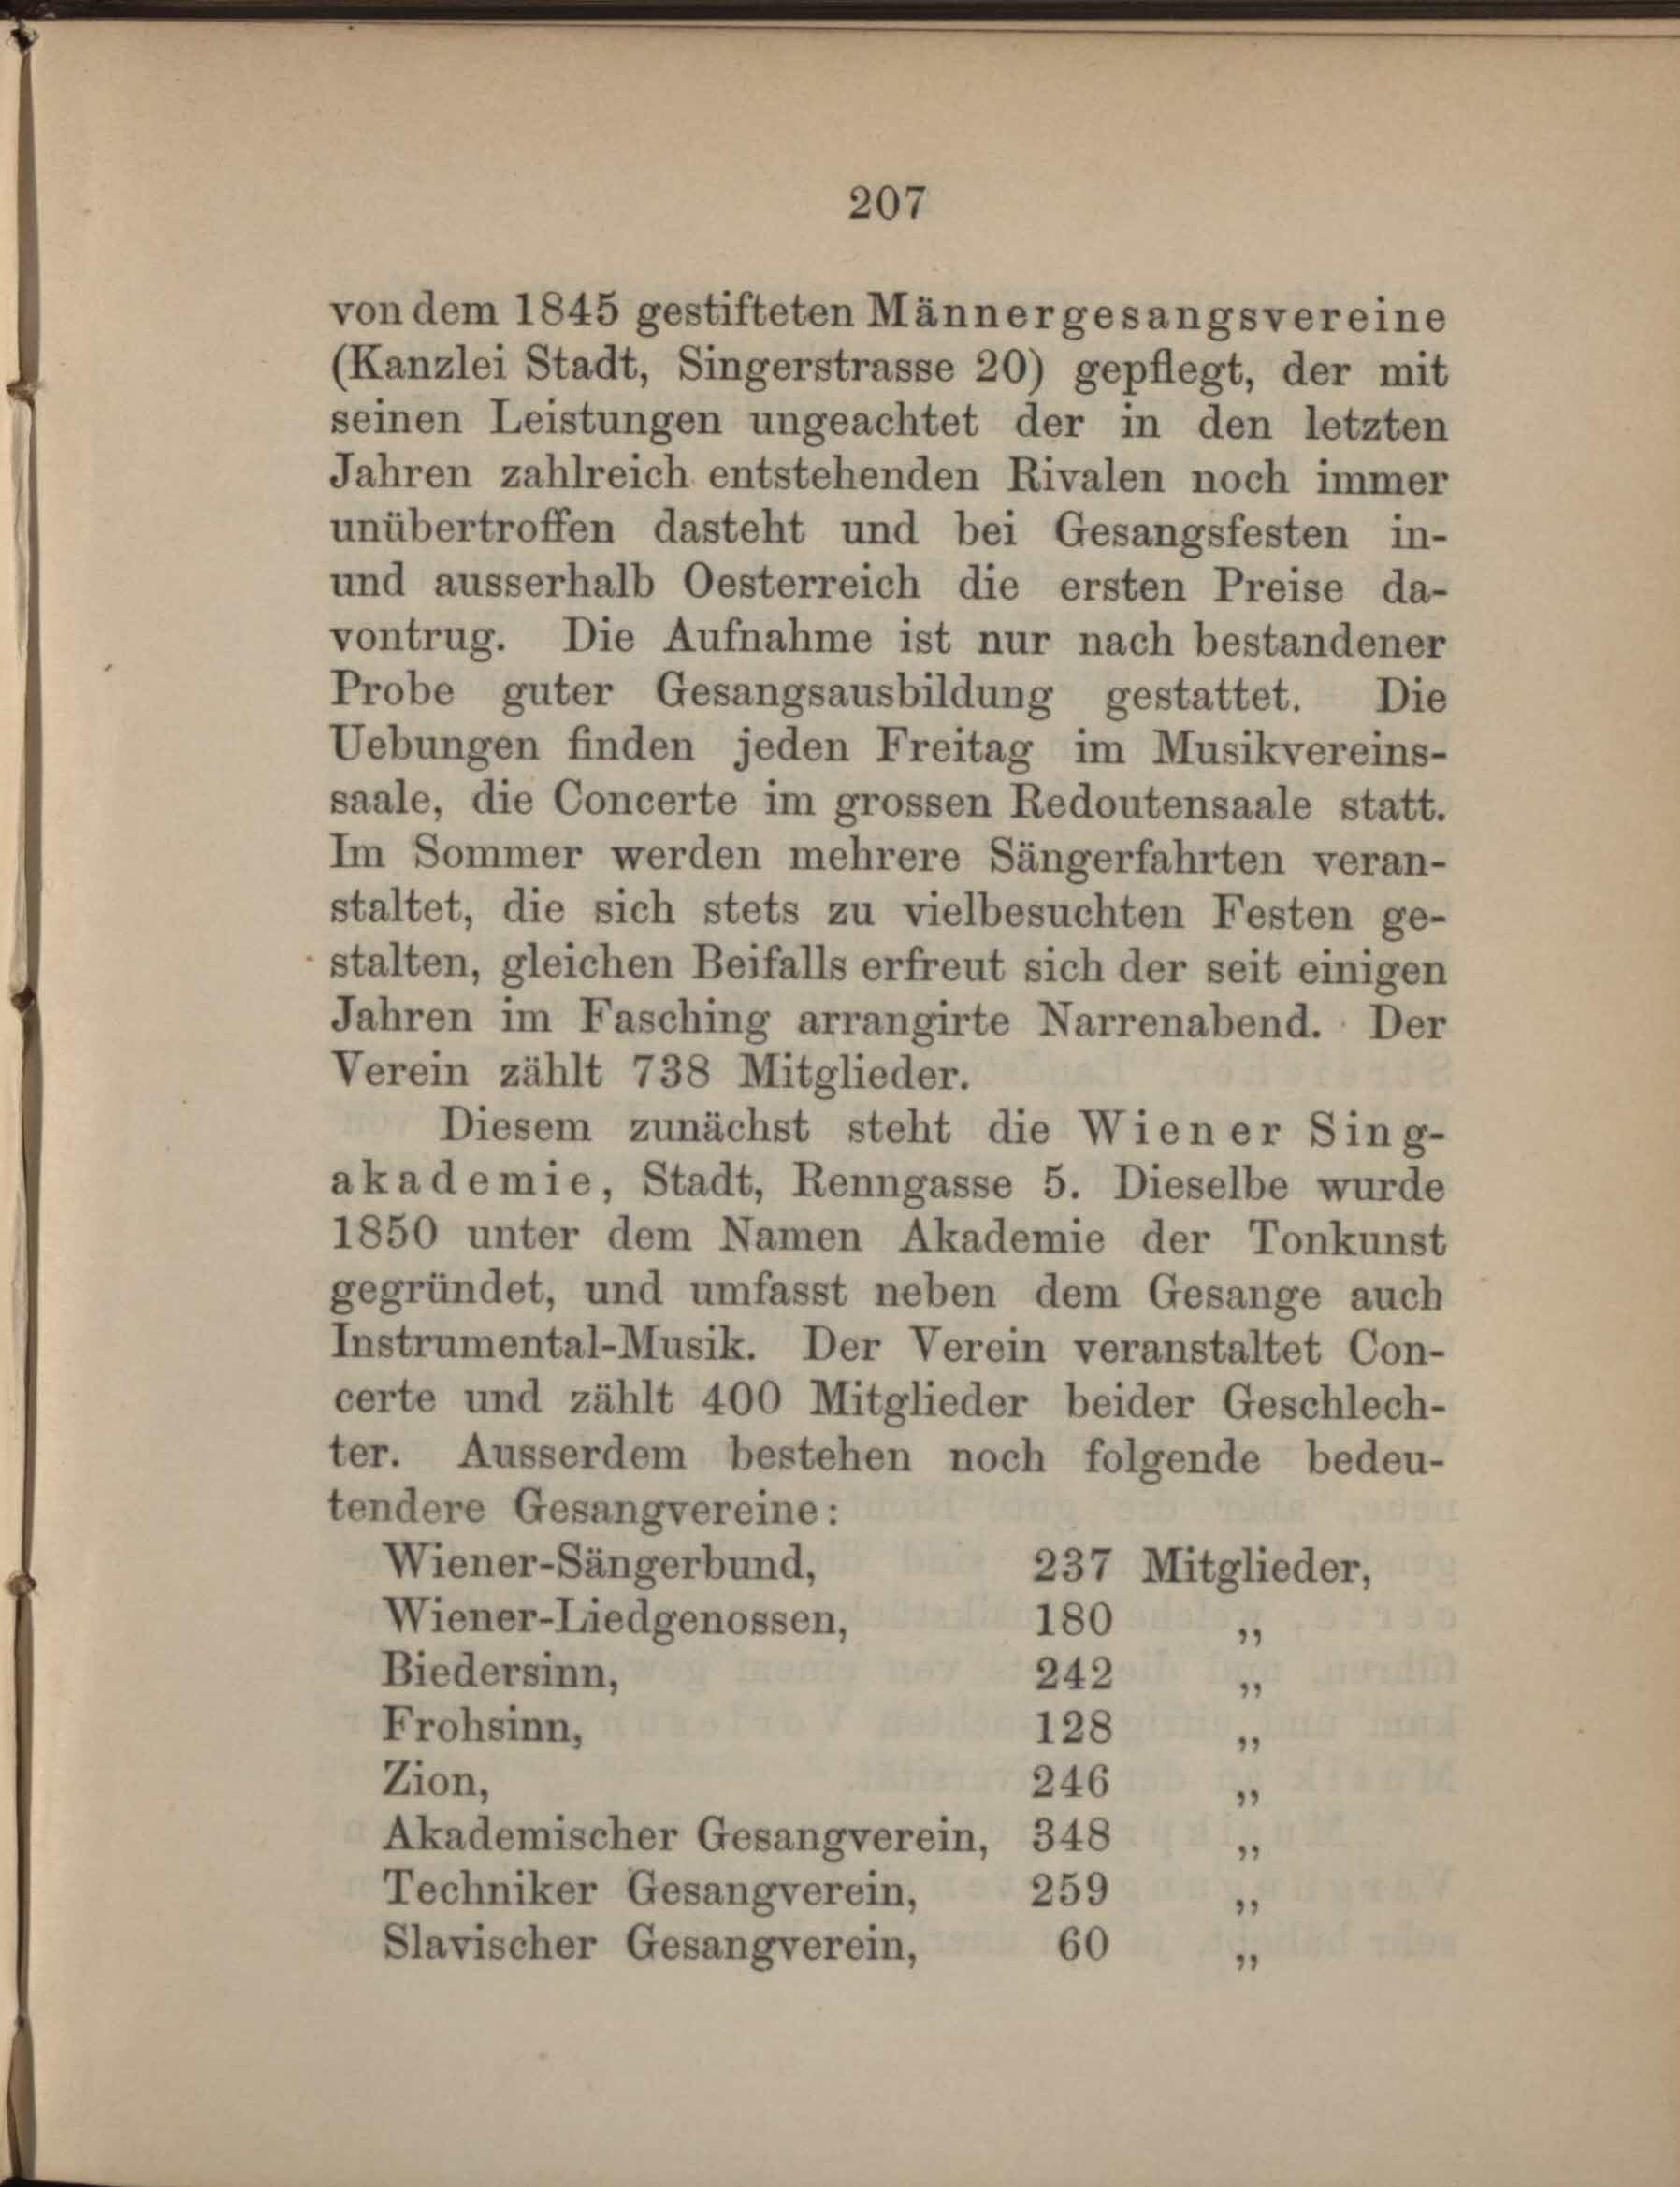 207
von dem 1845 gestifteten Männergesangsvereine
(Kanzlei Stadt, Singerstrasse 20) gepflegt, der mit
seinen Leistungen ungeachtet der in den letzten
Jahren zahlreich entstehenden Rivalen noch immer
unübertroffen dasteht und bei Gesangsfesten in-
und ausserhalb Oesterreich die ersten Preise da-
vontrug. Die Aufnahme ist nur nach bestandener
Probe guter Gesangsausbildung gestattet. Die
Uebungen finden jeden Freitag im Musikvereins-
saale, die Concerte im grossen Redoutensaale statt.
Im Sommer werden mehrere Sängerfahrten veran-
staltet, die sich stets zu vielbesuchten Festen ge-
stalten, gleichen Beifalls erfreut sich der seit einigen
Jahren im Fasching arrangirte Narrenabend. Der
Verein zählt 738 Mitglieder.
Diesem zunächst steht die Wiener Sing-
akademie, Stadt, Renngasse 5. Dieselbe wurde
1850 unter dem Namen Akademie der Tonkunst
gegründet, und umfasst neben dem Gesange auch
Instrumental-Musik. Der Verein veranstaltet Con-
certe und zählt 400 Mitglieder beider Geschlech-
ter. Ausserdem bestehen noch folgende bedeu-
tendere Gesangvereine:
Wiener-Sängerbund, 237 Mitglieder,
Wiener-Liedgenossen, 180 „
Biedersinn, 242 „
Frohsinn, 128 „
Zion, 246 „
Akademischer Gesangverein, 348 „
Techniker Gesangverein, 259 „
Slavischer Gesangverein, 60 „